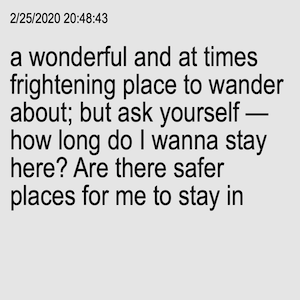 2/25/2020 20:48:43
a wonderful and at times
frightening place to wander
about; but ask yourself —
how long do I wanna stay
here? Are there safer
places for me to stay in